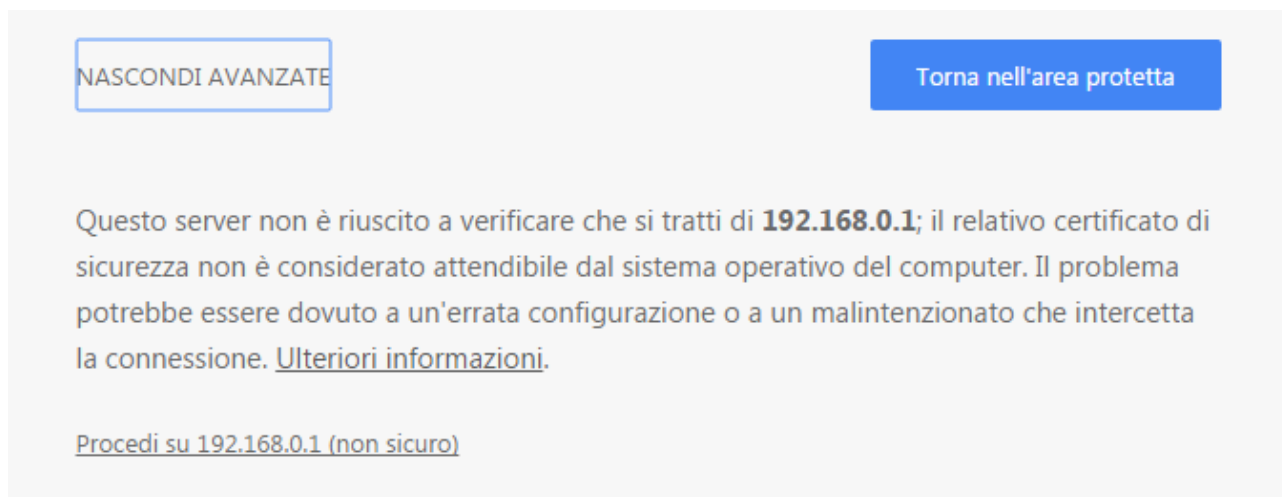 NASCONDI AVANZATE
Torna nell'area protetta
Questo server non è riuscito a verificare che si tratti di 192.168.0.1; il relativo certificato di
sicurezza non è considerato attendibile dal sistema operativo del computer. Il problema
potrebbe essere dovuto a un'errata configurazione o a un malintenzionato che intercetta
la connessione. Ulteriori informazioni.
Procedi su 192.168.0.1 (non sicuro)